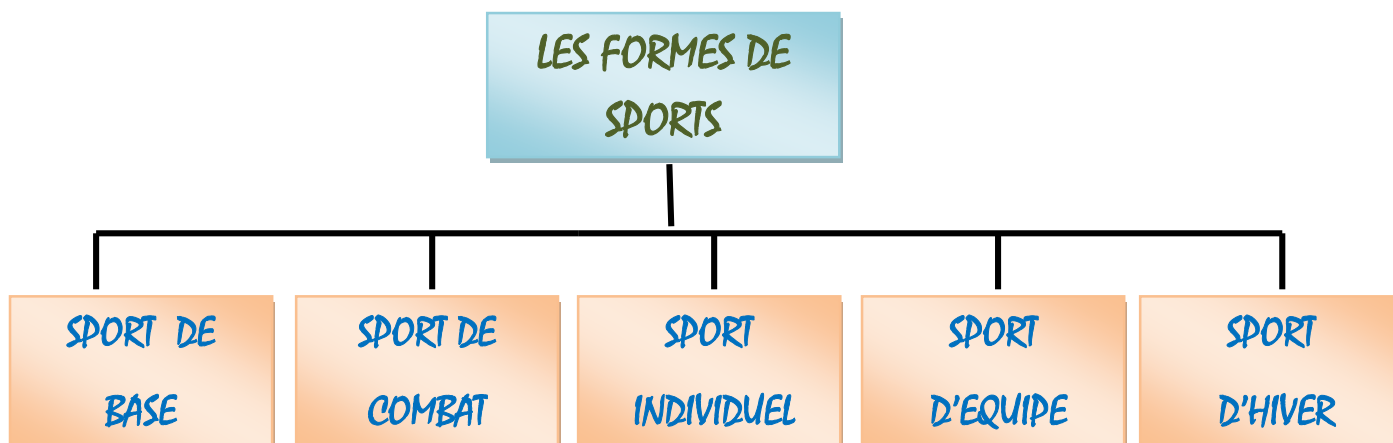 LES FORMES DE
SPORTS
SPORT DE
BASE
SPORT DE
COMBAT
SPORT
INDIVIDUEL
SPORT
D'EQUIPE
SPORT
D'HIVER